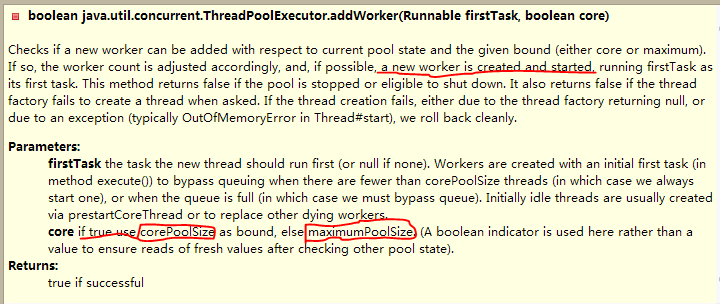 boolean java.util.concurrent.ThreadPoolExecutor.addWorker(Runnable firstTask, boolean core)
Checks if a new worker can be added with respect to current pool state and the given bound (either core or maximum).
If so, the worker count is adjusted accordingly, and, if possible, a new worker is created and started, running firstTask as
its first task. This method returns false if the pool is stopped or eligible to shut down. It also returns false if the thread
factory fails to create a thread when asked. If the thread creation fails, either due to the thread factory returning null, or
due to an exception (typically OutOfMemoryError in Thread#start), we roll back cleanly.
Parameters:
firstTask the task the new thread should run first (or null if none). Workers are created with an initial first task (in
method execute()) to bypass queuing when there are fewer than corePoolSize threads (in which case we always
start one), or when the queue is full (in which case we must bypass queue). Initially idle threads are usually created
via prestartCoreThread or to replace other dying workers.
core if true use corePoolSize as bound, else maximumPoolSize. (A boolean indicator is used here rather than a
value to ensure reads of fresh values after checking other pool state).
Returns:
true if successful